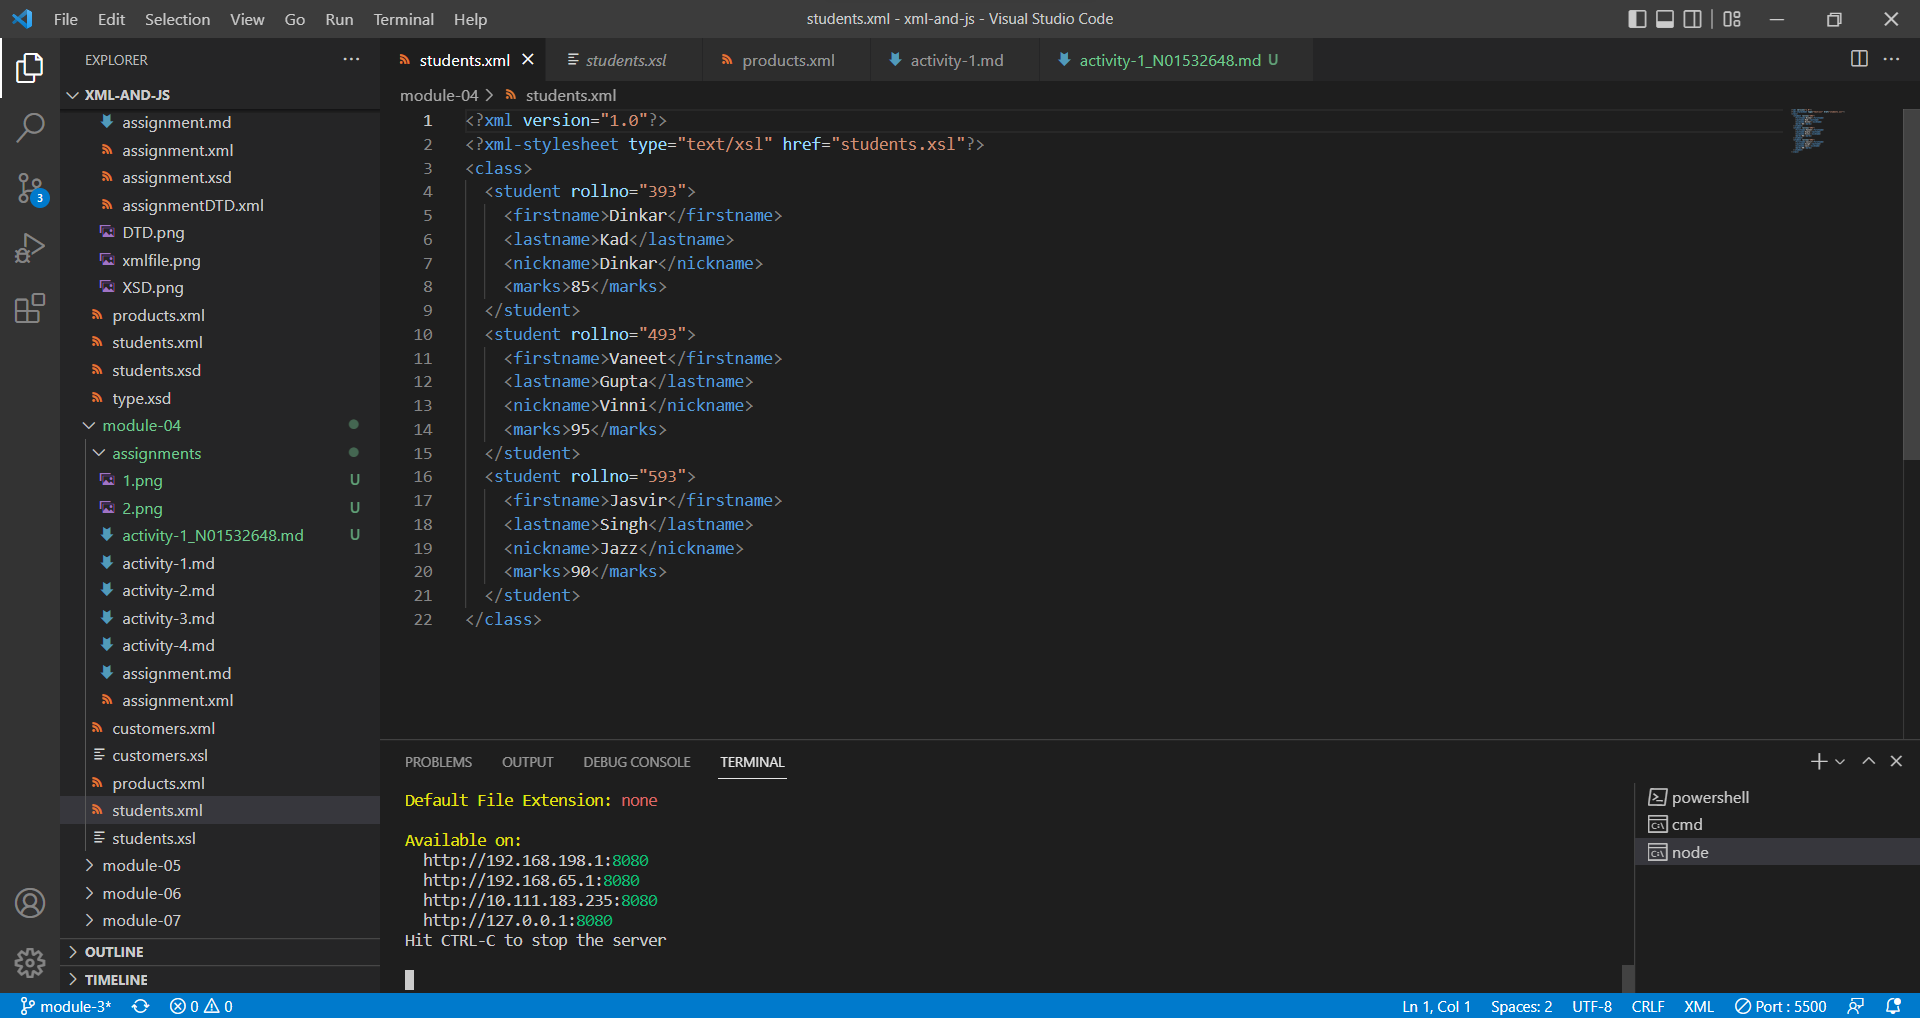 File Edit Selection View Go Run Terminal Help
students.xml - xml-and-js - Visual Studio Code
EXPLORER
XML-AND-JS
assignment.md
assignment.xml
assignment.xsd
assignmentDTD.xml
DTD.png
xmlfile.png
XSD.png
products.xml
students.xml
students.xsd
type.xsd
module-04
assignments
1.png U
2.png U
activity-1_N01532648.md U
activity-1.md
activity-2.md
activity-3.md
activity-4.md
assignment.md
assignment.xml
customers.xml
customers.xsl
products.xml
students.xml
students.xsl
module-05
module-06
module-07
OUTLINE
TIMELINE
3
students.xml students.xsl products.xml activity-1.md activity-1_N01532648.md U
module-04 > students.xml
1 <?xml version="1.0"?>
2 <?xml-stylesheet type="text/xsl" href="students.xsl"?>
3 <class>
4 <student rollno="393">
5 <firstname>Dinkar</firstname>
6 <lastname>Kad</lastname>
7 <nickname>Dinkar</nickname>
8 <marks>85</marks>
9 </student>
10 <student rollno="493">
11 <firstname>Vaneet</firstname>
12 <lastname>Gupta</lastname>
13 <nickname>Vinni</nickname>
14 <marks>95</marks>
15 </student>
16 <student rollno="593">
17 <firstname>Jasvir</firstname>
18 <lastname>Singh</lastname>
19 <nickname>Jazz</nickname>
20 <marks>90</marks>
21 </student>
22 </class>
PROBLEMS OUTPUT DEBUG CONSOLE TERMINAL
Default File Extension: none
Available on:
http://192.168.198.1:8080
http://192.168.65.1:8080
http://10.111.183.235:8080
http://127.0.0.1:8080
Hit CTRL-C to stop the server
powershell
cmd
node
module-3* 0 0 Ln 1, Col 1 Spaces: 2 UTF-8 CRLF XML Port : 5500